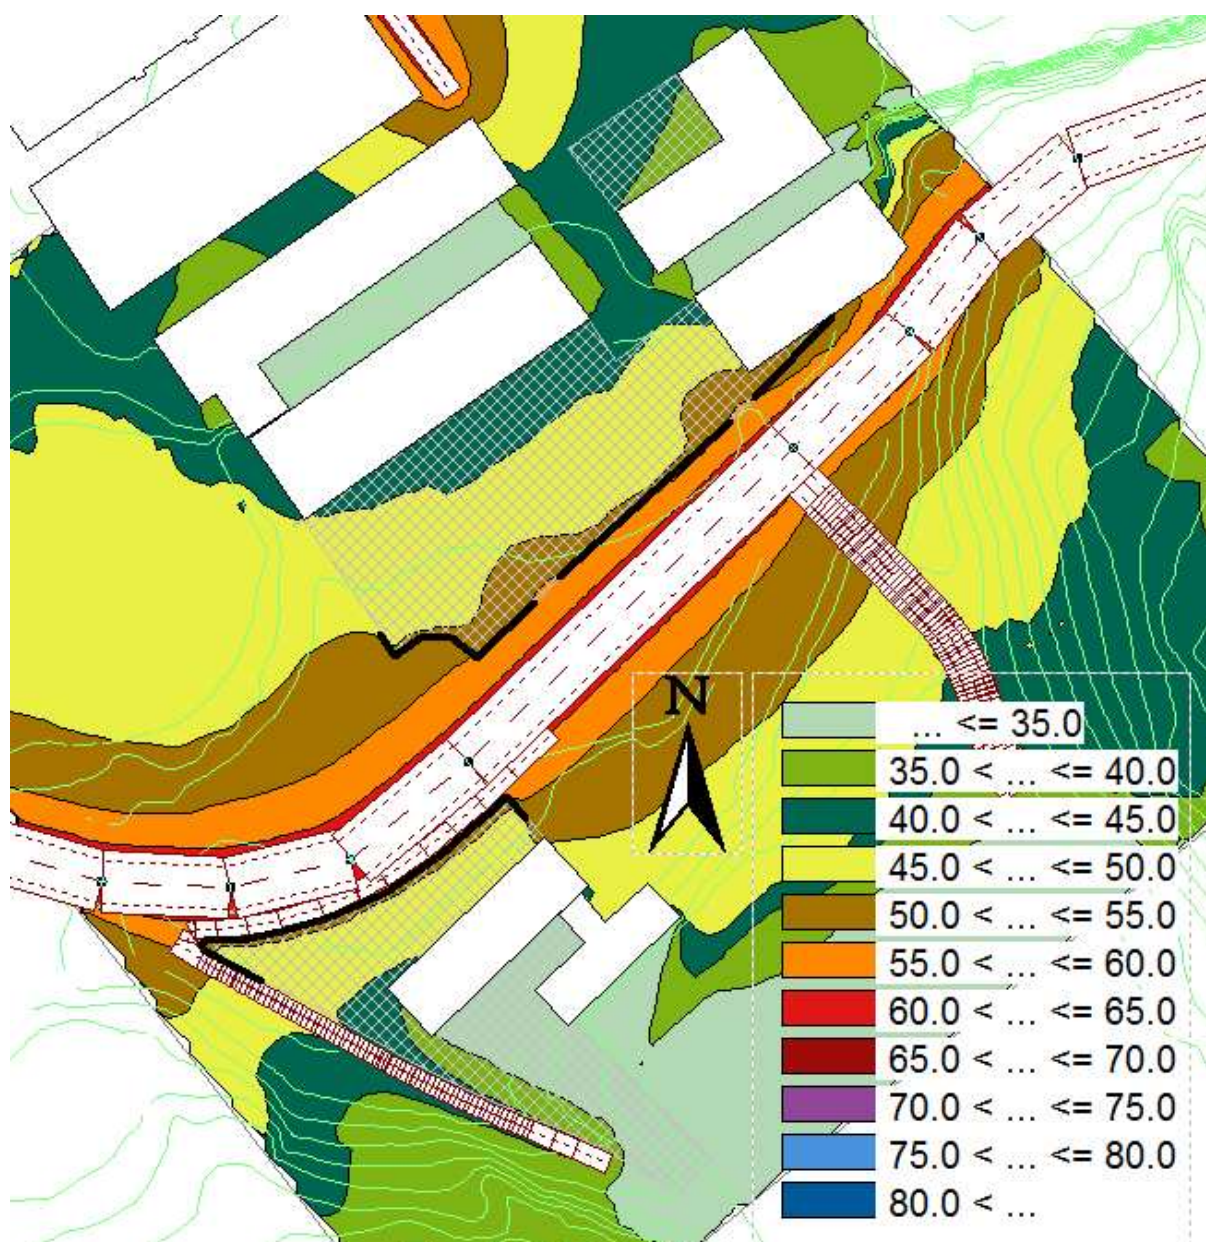 N
... <= 35.0
35.0 < ... <= 40.0
40.0 < ... <= 45.0
45.0 < ... <= 50.0
50.0 < ... <= 55.0
55.0 < ... <= 60.0
60.0 < ... <= 65.0
65.0 < ... <= 70.0
70.0 < ... <= 75.0
75.0 < ... <= 80.0
80.0 < ...